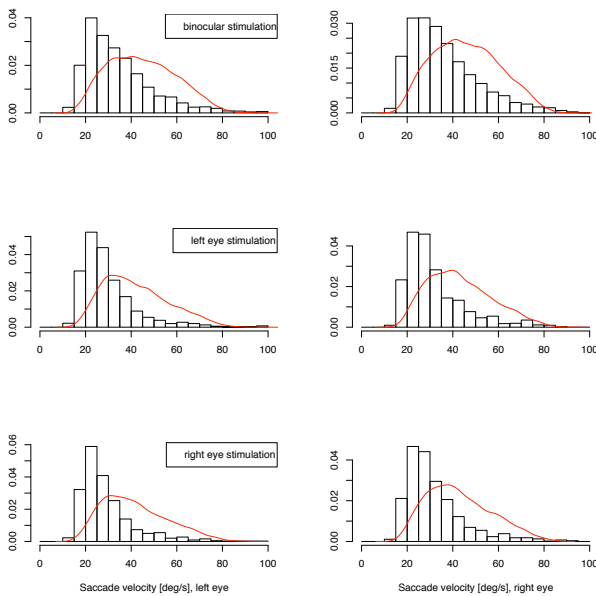 binocular stimulation
0.00 0.02 0.04
0 20 40 60 80 100
0.000 0.015 0.030
0 20 40 60 80 100
left eye stimulation
0.00 0.02 0.04
0 20 40 60 80 100
0.00 0.02 0.04
0 20 40 60 80 100
right eye stimulation
0.00 0.02 0.04 0.06
0 20 40 60 80 100
0.00 0.02 0.04
0 20 40 60 80 100
Saccade velocity [deg/s], left eye
Saccade velocity [deg/s], right eye